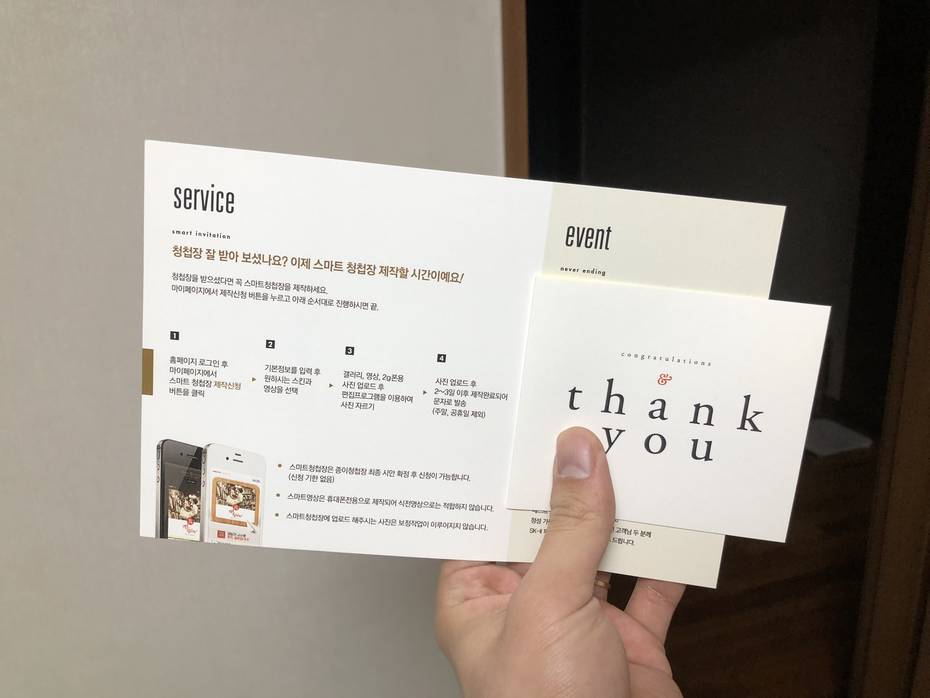 service
smart invitation
청첩장 잘 받아 보셨나요? 이제 스마트 청첩장 제작할 시간이예요!
청첩장을 받으셨다면 꼭 스마트청첩장을 제작하세요.
마이페이지에서 제작신청 버튼을 누르고 아래 순서대로 진행하시면 끝.
1
홈페이지 로그인 후
마이페이지에서
스마트 청첩장 제작신청
버튼을 클릭
2
기본정보를 입력 후
원하시는 스킨과
영상을 선택
3
갤러리, 영상, 2g폰용
사진 업로드 후
편집프로그램을 이용하여
사진 자르기
4
사진 업로드 후
2~3일 이후 제작완료되어
문자로 발송
(주말, 공휴일 제외)
스마트청첩장은 종이청첩장 최종 시안 확정 후 신청이 가능합니다.
(신청 기한 없음)
스마트영상은 휴대폰전용으로 제작되어 식전영상으로는 적합하지 않습니다.
스마트청첩장에 업로드 해주시는 사진은 보정작업이 이루어지지 않습니다.
event
never ending
congratulations
&
thank
you
정성
고객님 두 분께
드립니다.